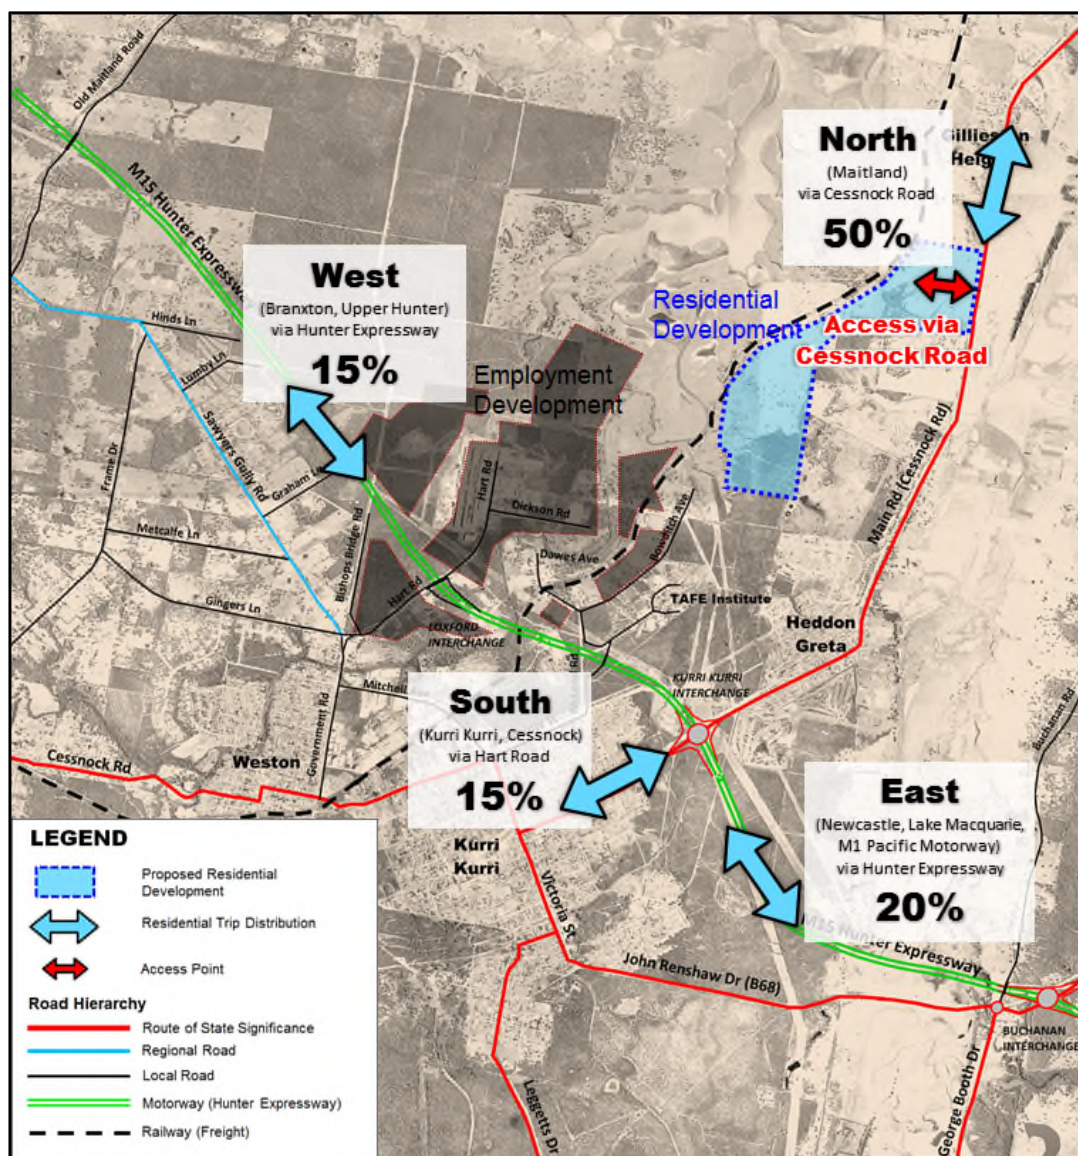 Old Maitland Road
M15 Hunter Expressway
North
(Maitland)
via Cessnock Road
50%
West
(Branxton, Upper Hunter)
via Hunter Expressway
15%
Residential
Development
Access via
Cessnock Road
Employment
Development
Hinds Ln
Lumby Ln
Sawyers Gully Rd
Frame Dr
Graham Ln
Metcalfe Ln
Gingers Ln
Bishops Bridge Rd
Hart Rd
Hart Rd
Dickson Rd
Bowditch Ave
Dawes Ave
TAFE Institute
Main Rd (Cessnock Rd)
Heddon
Greta
LOXFORD
INTERCHANGE
KURRI KURRI
INTERCHANGE
Government Rd
Buchanan Rd
South
(Kurri Kurri, Cessnock)
via Hart Road
15%
Weston
Cessnock Rd
Kurri
Kurri
Victoria St
East
(Newcastle, Lake Macquarie,
M1 Pacific Motorway)
via Hunter Expressway
20%
M15 Hunter Expressway
John Renshaw Dr (B68)
BUCHANAN
INTERCHANGE
George Booth Dr
Leggetts Dr
LEGEND
Proposed Residential
Development
Residential Trip Distribution
Access Point
Road Hierarchy
Route of State Significance
Regional Road
Local Road
Motorway (Hunter Expressway)
Railway (Freight)